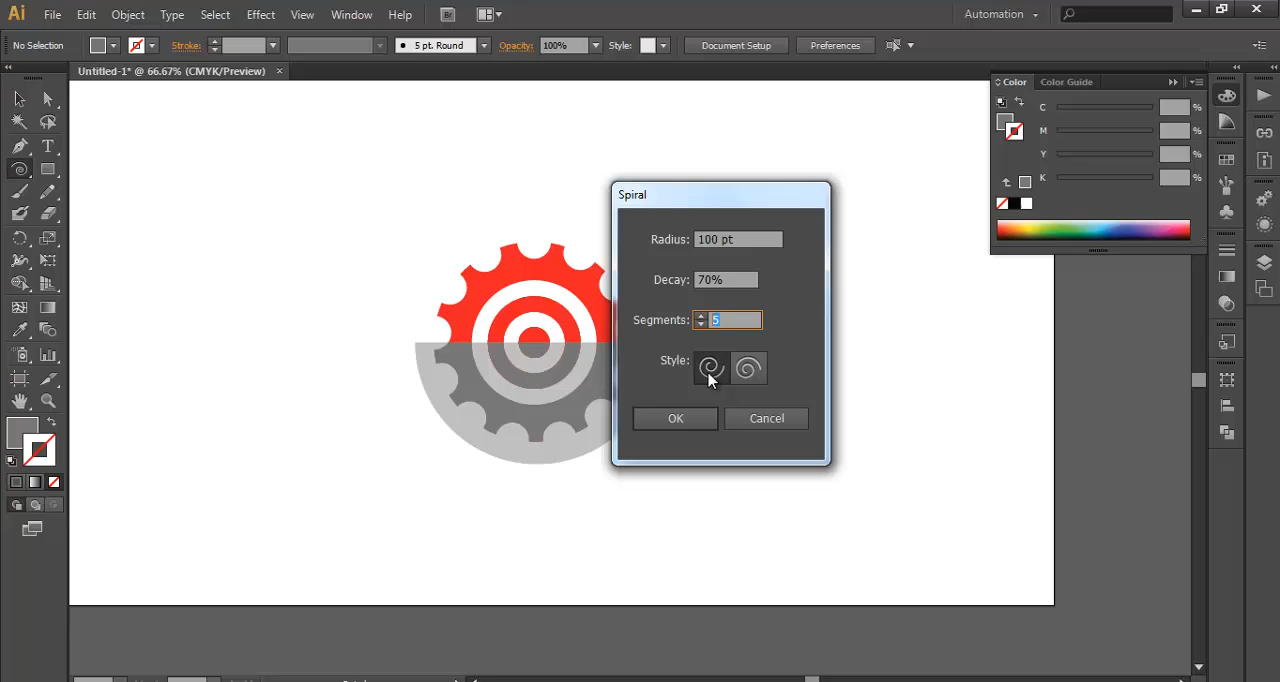 Ai File Edit Object Type Select Effect View Window Help Br Automation
No Selection Stroke: 5 pt. Round Opacity: 100% Style: Document Setup Preferences
Untitled-1* @ 66.67% (CMYK/Preview) ×
Color Color Guide
C %
M %
Y %
K %
Spiral
Radius: 100 pt
Decay: 70%
Segments: 5
Style:
OK Cancel